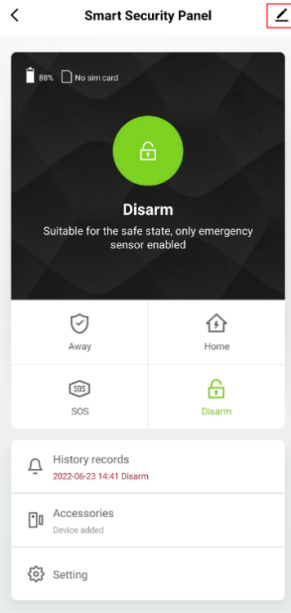 Smart Security Panel
88% No sim card
Disarm
Suitable for the safe state, only emergency
sensor enabled
Away Home
SOS
SOS Disarm
History records
2022-06-23 14:41 Disarm
Accessories
Device added
Setting